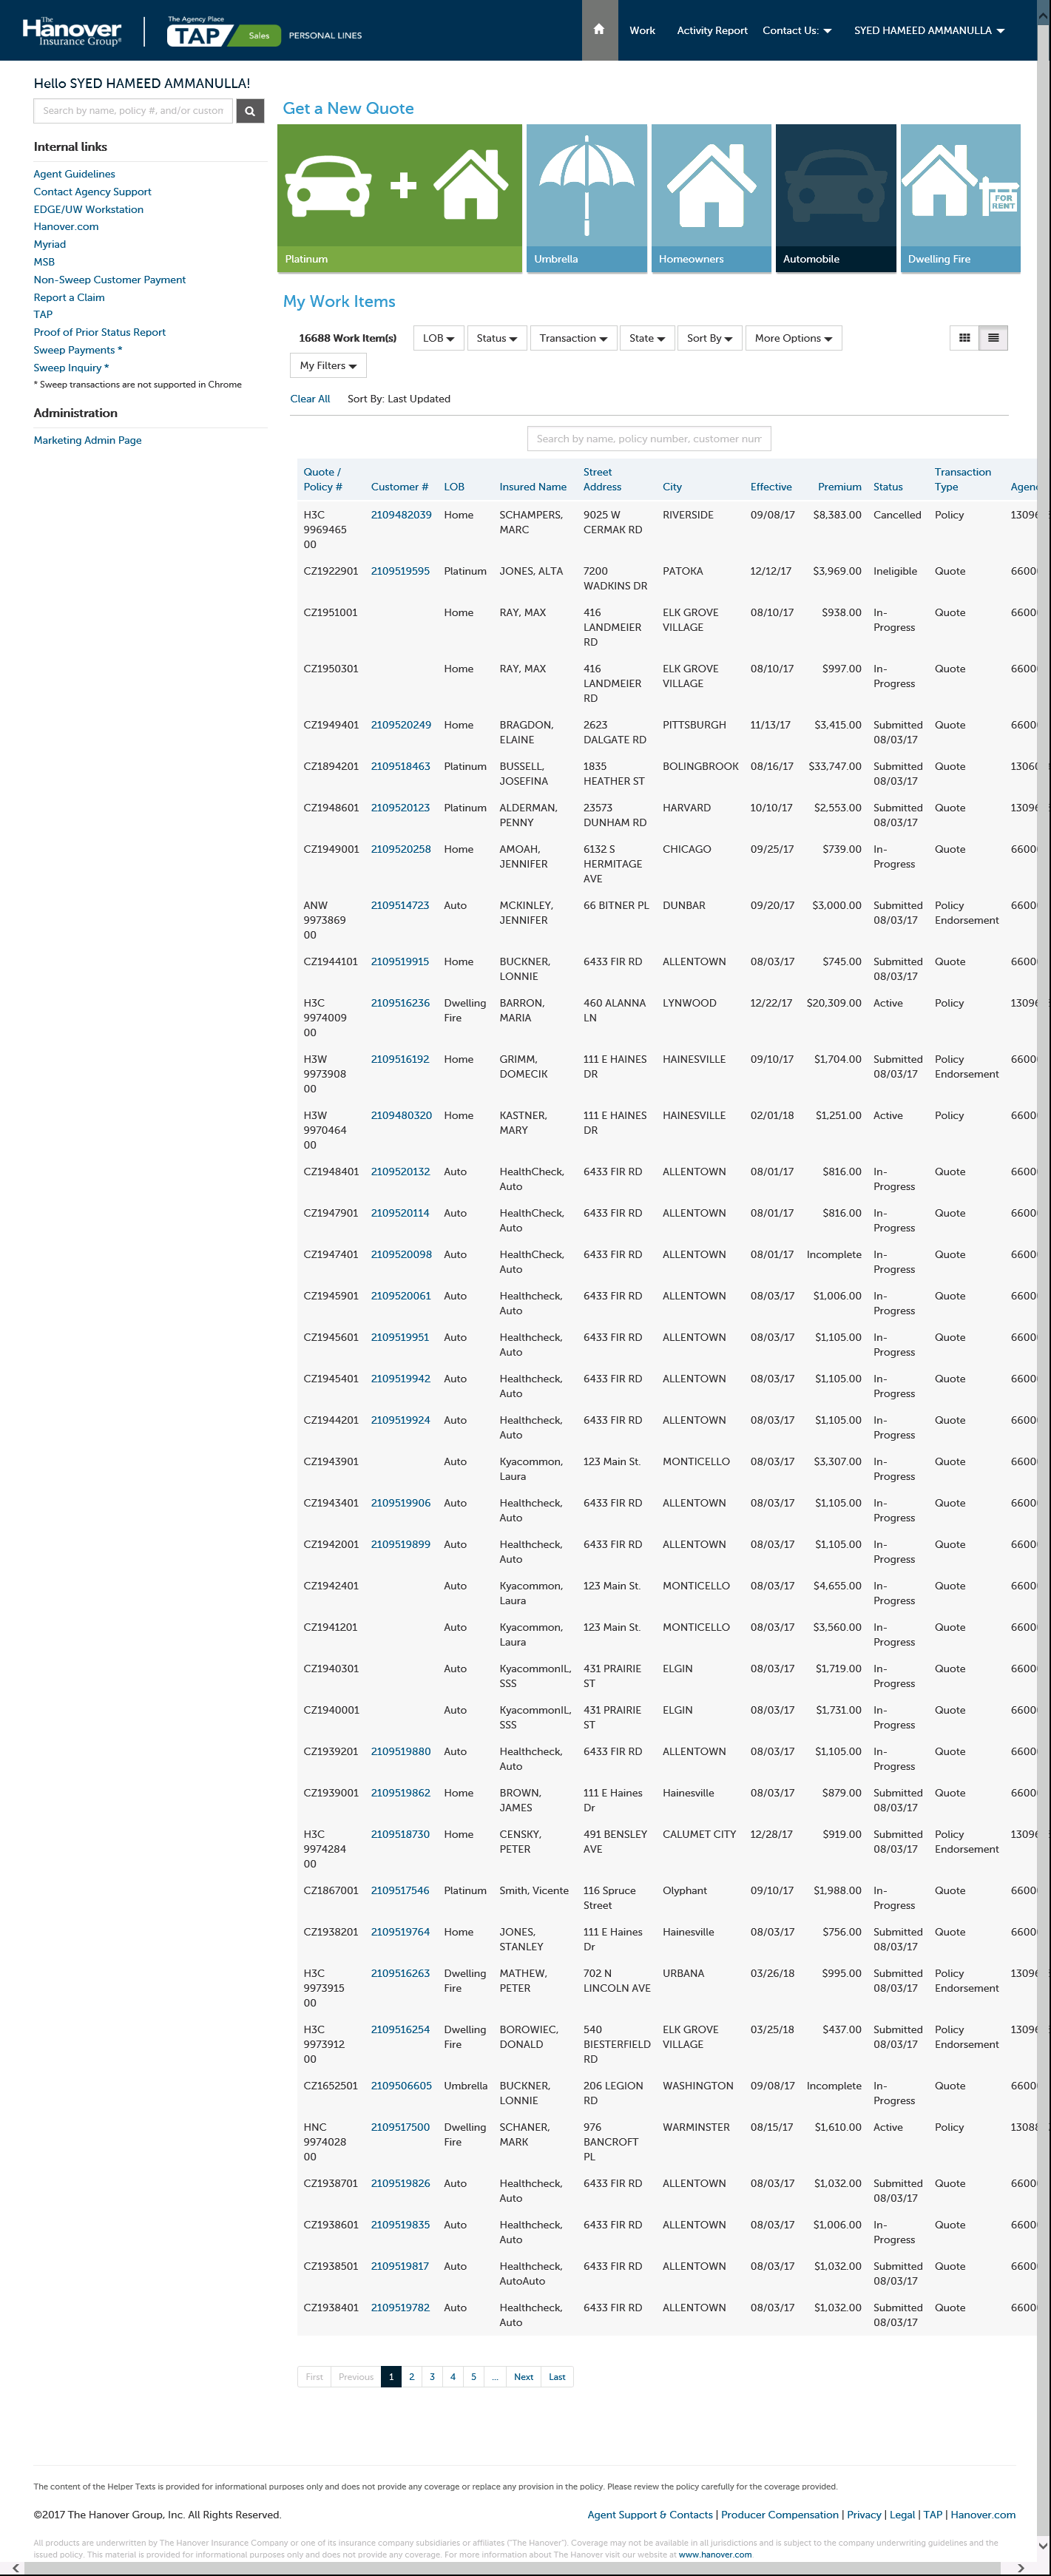 The Hanover Insurance Group®
The Agency Place
TAP Sales PERSONAL LINES
Work Activity Report Contact Us: SYED HAMEED AMMANULLA
Hello SYED HAMEED AMMANULLA!
Search by name, policy #, and/or custom
Internal links
Agent Guidelines
Contact Agency Support
EDGE/UW Workstation
Hanover.com
Myriad
MSB
Non-Sweep Customer Payment
Report a Claim
TAP
Proof of Prior Status Report
Sweep Payments *
Sweep Inquiry *
* Sweep transactions are not supported in Chrome
Administration
Marketing Admin Page
Get a New Quote
FOR RENT
Platinum Umbrella Homeowners Automobile Dwelling Fire
My Work Items
16688 Work Item(s) LOB Status Transaction State Sort By More Options
My Filters
Clear All Sort By: Last Updated
Search by name, policy number, customer num
Quote / Policy # Customer # LOB Insured Name Street Address City Effective Premium Status Transaction Type
H3C 9969465 00 2109482039 Home SCHAMPERS, MARC 9025 W CERMAK RD RIVERSIDE 09/08/17 $8,383.00 Cancelled Policy
CZ1922901 2109519595 Platinum JONES, ALTA 7200 WADKINS DR PATOKA 12/12/17 $3,969.00 Ineligible Quote
CZ1951001 Home RAY, MAX 416 LANDMEIER RD ELK GROVE VILLAGE 08/10/17 $938.00 In-Progress Quote
CZ1950301 Home RAY, MAX 416 LANDMEIER RD ELK GROVE VILLAGE 08/10/17 $997.00 In-Progress Quote
CZ1949401 2109520249 Home BRAGDON, ELAINE 2623 DALGATE RD PITTSBURGH 11/13/17 $3,415.00 Submitted 08/03/17 Quote
CZ1894201 2109518463 Platinum BUSSELL, JOSEFINA 1835 HEATHER ST BOLINGBROOK 08/16/17 $33,747.00 Submitted 08/03/17 Quote
CZ1948601 2109520123 Platinum ALDERMAN, PENNY 23573 DUNHAM RD HARVARD 10/10/17 $2,553.00 Submitted 08/03/17 Quote
CZ1949001 2109520258 Home AMOAH, JENNIFER 6132 S HERMITAGE AVE CHICAGO 09/25/17 $739.00 In-Progress Quote
ANW 9973869 00 2109514723 Auto MCKINLEY, JENNIFER 66 BITNER PL DUNBAR 09/20/17 $3,000.00 Submitted 08/03/17 Policy Endorsement
CZ1944101 2109519915 Home BUCKNER, LONNIE 6433 FIR RD ALLENTOWN 08/03/17 $745.00 Submitted 08/03/17 Quote
H3C 9974009 00 2109516236 Dwelling Fire BARRON, MARIA 460 ALANNA LN LYNWOOD 12/22/17 $20,309.00 Active Policy
H3W 9973908 00 2109516192 Home GRIMM, DOMECIK 111 E HAINES DR HAINESVILLE 09/10/17 $1,704.00 Submitted 08/03/17 Policy Endorsement
H3W 9970464 00 2109480320 Home KASTNER, MARY 111 E HAINES DR HAINESVILLE 02/01/18 $1,251.00 Active Policy
CZ1948401 2109520132 Auto HealthCheck, Auto 6433 FIR RD ALLENTOWN 08/01/17 $816.00 In-Progress Quote
CZ1947901 2109520114 Auto HealthCheck, Auto 6433 FIR RD ALLENTOWN 08/01/17 $816.00 In-Progress Quote
CZ1947401 2109520098 Auto HealthCheck, Auto 6433 FIR RD ALLENTOWN 08/01/17 Incomplete In-Progress Quote
CZ1945901 2109520061 Auto Healthcheck, Auto 6433 FIR RD ALLENTOWN 08/03/17 $1,006.00 In-Progress Quote
CZ1945601 2109519951 Auto Healthcheck, Auto 6433 FIR RD ALLENTOWN 08/03/17 $1,105.00 In-Progress Quote
CZ1945401 2109519942 Auto Healthcheck, Auto 6433 FIR RD ALLENTOWN 08/03/17 $1,105.00 In-Progress Quote
CZ1944201 2109519924 Auto Healthcheck, Auto 6433 FIR RD ALLENTOWN 08/03/17 $1,105.00 In-Progress Quote
CZ1943901 Auto Kyacommon, Laura 123 Main St. MONTICELLO 08/03/17 $3,307.00 In-Progress Quote
CZ1943401 2109519906 Auto Healthcheck, Auto 6433 FIR RD ALLENTOWN 08/03/17 $1,105.00 In-Progress Quote
CZ1942001 2109519899 Auto Healthcheck, Auto 6433 FIR RD ALLENTOWN 08/03/17 $1,105.00 In-Progress Quote
CZ1942401 Auto Kyacommon, Laura 123 Main St. MONTICELLO 08/03/17 $4,655.00 In-Progress Quote
CZ1941201 Auto Kyacommon, Laura 123 Main St. MONTICELLO 08/03/17 $3,560.00 In-Progress Quote
CZ1940301 Auto KyacommonIL, SSS 431 PRAIRIE ST ELGIN 08/03/17 $1,719.00 In-Progress Quote
CZ1940001 Auto KyacommonIL, SSS 431 PRAIRIE ST ELGIN 08/03/17 $1,731.00 In-Progress Quote
CZ1939201 2109519880 Auto Healthcheck, Auto 6433 FIR RD ALLENTOWN 08/03/17 $1,105.00 In-Progress Quote
CZ1939001 2109519862 Home BROWN, JAMES 111 E Haines Dr Hainesville 08/03/17 $879.00 Submitted 08/03/17 Quote
H3C 9974284 00 2109518730 Home CENSKY, PETER 491 BENSLEY AVE CALUMET CITY 12/28/17 $919.00 Submitted 08/03/17 Policy Endorsement
CZ1867001 2109517546 Platinum Smith, Vicente 116 Spruce Street Olyphant 09/10/17 $1,988.00 In-Progress Quote
CZ1938201 2109519764 Home JONES, STANLEY 111 E Haines Dr Hainesville 08/03/17 $756.00 Submitted 08/03/17 Quote
H3C 9973915 00 2109516263 Dwelling Fire MATHEW, PETER 702 N LINCOLN AVE URBANA 03/26/18 $995.00 Submitted 08/03/17 Policy Endorsement
H3C 9973912 00 2109516254 Dwelling Fire BOROWIEC, DONALD 540 BIESTERFIELD RD ELK GROVE VILLAGE 03/25/18 $437.00 Submitted 08/03/17 Policy Endorsement
CZ1652501 2109506605 Umbrella BUCKNER, LONNIE 206 LEGION RD WASHINGTON 09/08/17 Incomplete In-Progress Quote
HNC 9974028 00 2109517500 Dwelling Fire SCHANER, MARK 976 BANCROFT PL WARMINSTER 08/15/17 $1,610.00 Active Policy
CZ1938701 2109519826 Auto Healthcheck, Auto 6433 FIR RD ALLENTOWN 08/03/17 $1,032.00 Submitted 08/03/17 Quote
CZ1938601 2109519835 Auto Healthcheck, Auto 6433 FIR RD ALLENTOWN 08/03/17 $1,006.00 In-Progress Quote
CZ1938501 2109519817 Auto Healthcheck, AutoAuto 6433 FIR RD ALLENTOWN 08/03/17 $1,032.00 Submitted 08/03/17 Quote
CZ1938401 2109519782 Auto Healthcheck, Auto 6433 FIR RD ALLENTOWN 08/03/17 $1,032.00 Submitted 08/03/17 Quote
First Previous 1 2 3 4 5 ... Next Last
The content of the Helper Texts is provided for informational purposes only and does not provide any coverage or replace any provision in the policy. Please review the policy carefully for the coverage provided.
©2017 The Hanover Group, Inc. All Rights Reserved. Agent Support & Contacts | Producer Compensation | Privacy | Legal | TAP | Hanover.com
All products are underwritten by The Hanover Insurance Company or one of its insurance company subsidiaries or affiliates ("The Hanover"). Coverage may not be available in all jurisdictions and is subject to the company underwriting guidelines and the
issued policy. This material is provided for informational purposes only and does not provide any coverage. For more information about The Hanover visit our website at www.hanover.com